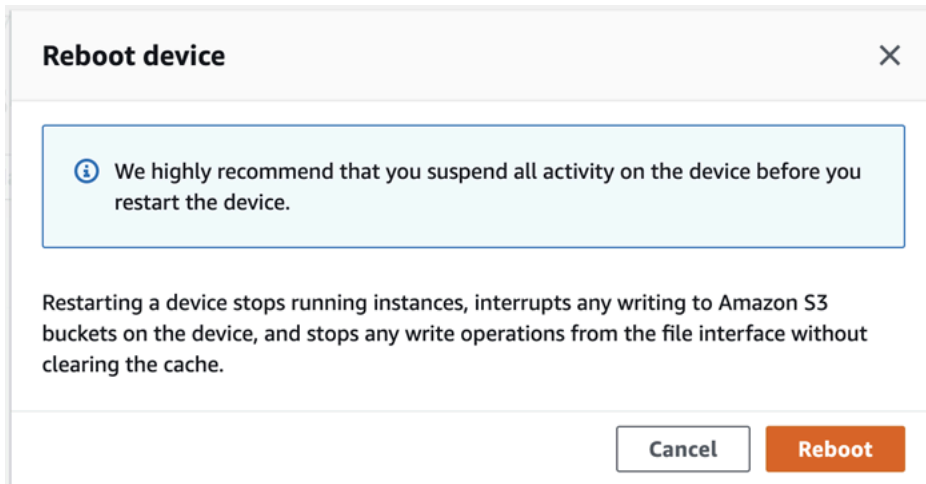 Reboot device
We highly recommend that you suspend all activity on the device before you
restart the device.
Restarting a device stops running instances, interrupts any writing to Amazon S3
buckets on the device, and stops any write operations from the file interface without
clearing the cache.
Cancel
Reboot